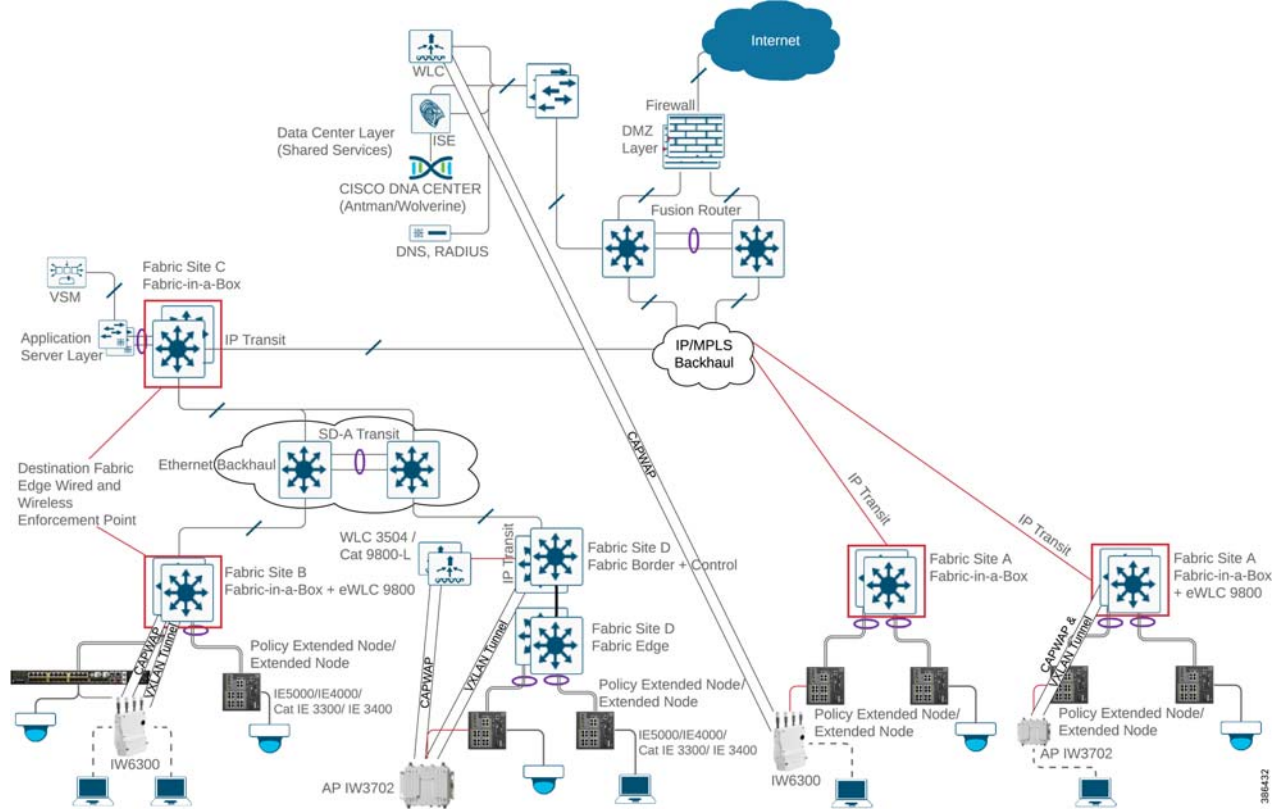 Internet
WLC
Firewall
DMZ
Layer
ISE
Data Center Layer
(Shared Services)
CISCO DNA CENTER
(Antman/Wolverine)
Fusion Router
DNS, RADIUS
VSM
Fabric Site C
Fabric-in-a-Box
Application
Server Layer
IP Transit
IP/MPLS
Backhaul
CAPWAP
SD-A Transit
Ethernet Backhaul
Destination Fabric
Edge Wired and
Wireless
Enforcement Point
WLC 3504 /
Cat 9800-L
IP Transit
Fabric Site D
Fabric Border + Control
IP Transit
IP Transit
Fabric Site B
Fabric-in-a-Box + eWLC 9800
Fabric Site A
Fabric-in-a-Box
Fabric Site A
Fabric-in-a-Box
+ eWLC 9800
Fabric Site D
Fabric Edge
CAPWAP
VXLAN Tunnel
Policy Extended Node/
Extended Node
CAPWAP
VXLAN Tunnel
CAPWAP &
VXLAN Tunnel
IE5000/IE4000/
Cat IE 3300/ IE 3400
Policy Extended Node/
Extended Node
IE5000/IE4000/
Cat IE 3300/ IE 3400
Policy Extended Node/
Extended Node
Policy Extended Node/
Extended Node
IW6300
AP IW3702
IW6300
AP IW3702
386432